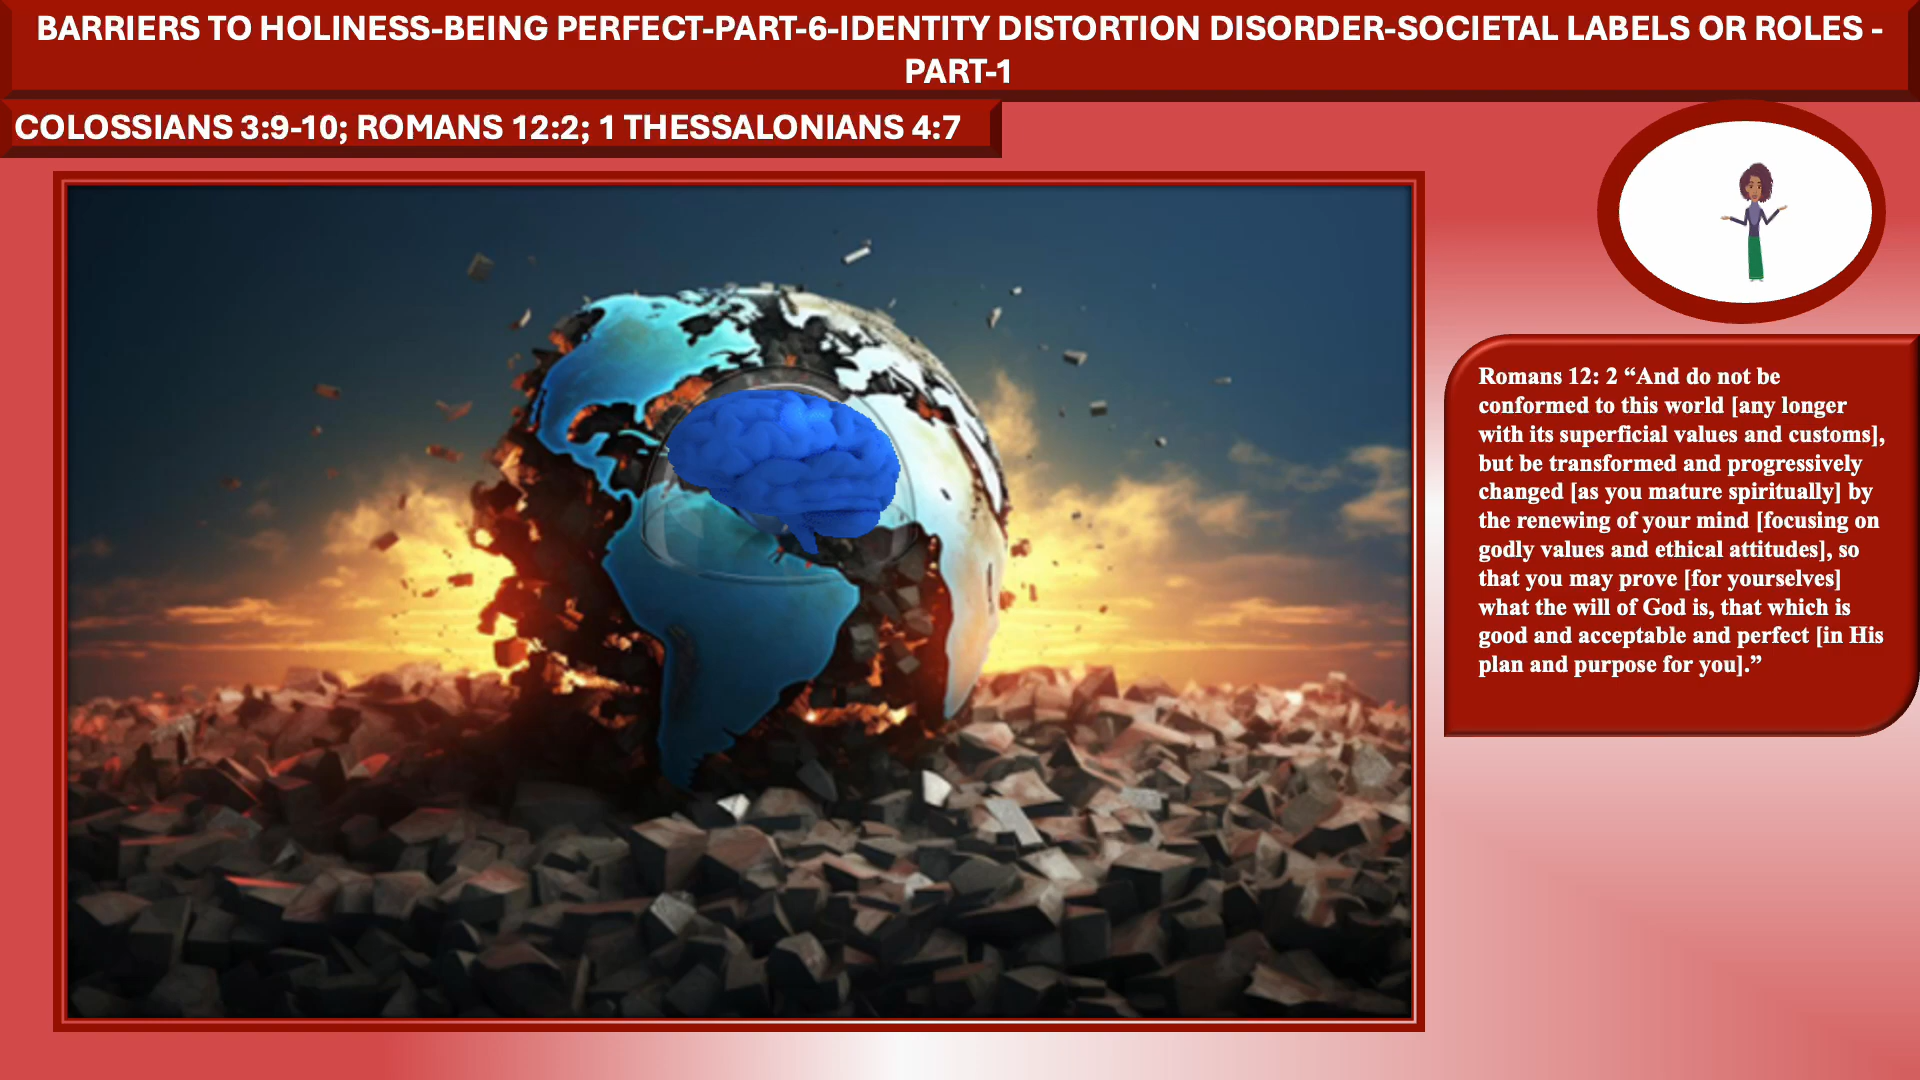 BARRIERS TO HOLINESS-BEING PERFECT-PART-6-IDENTITY DISTORTION DISORDER-SOCIETAL LABELS OR ROLES -
PART-1
COLOSSIANS 3:9-10; ROMANS 12:2; 1 THESSALONIANS 4:7
Romans 12: 2 “And do not be
conformed to this world [any longer
with its superficial values and customs],
but be transformed and progressively
changed [as you mature spiritually] by
the renewing of your mind [focusing on
godly values and ethical attitudes], so
that you may prove [for yourselves]
what the will of God is, that which is
good and acceptable and perfect [in His
plan and purpose for you].”